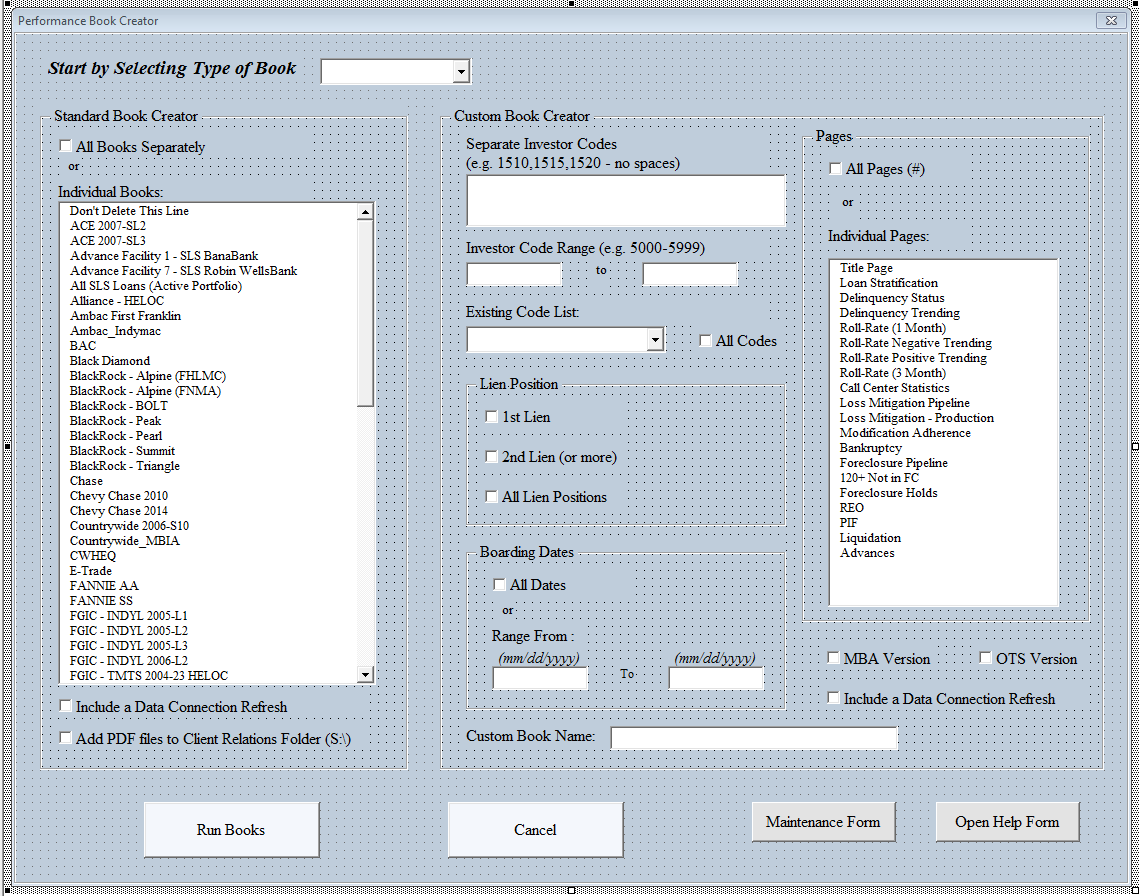 Performance Book Creator
Start by Selecting Type of Book
Standard Book Creator
All Books Separately
or
Individual Books:
Don't Delete This Line
ACE 2007-SL2
ACE 2007-SL3
Advance Facility 1 - SLS BanaBank
Advance Facility 7 - SLS Robin WellsBank
All SLS Loans (Active Portfolio)
Alliance - HELOC
Ambac First Franklin
Ambac_Indymac
BAC
Black Diamond
BlackRock - Alpine (FHLMC)
BlackRock - Alpine (FNMA)
BlackRock - BOLT
BlackRock - Peak
BlackRock - Pearl
BlackRock - Summit
BlackRock - Triangle
Chase
Chevy Chase 2010
Chevy Chase 2014
Countrywide 2006-S10
Countrywide_MBIA
CWHEQ
E-Trade
FANNIE AA
FANNIE SS
FGIC - INDYL 2005-L1
FGIC - INDYL 2005-L2
FGIC - INDYL 2005-L3
FGIC - INDYL 2006-L2
FGIC - TMTS 2004-23 HELOC
Include a Data Connection Refresh
Add PDF files to Client Relations Folder (S:\)
Custom Book Creator
Separate Investor Codes
(e.g. 1510,1515,1520 - no spaces)
Investor Code Range (e.g. 5000-5999)
to
Existing Code List:
All Codes
Lien Position
1st Lien
2nd Lien (or more)
All Lien Positions
Boarding Dates
All Dates
or
Range From :
(mm/dd/yyyy) (mm/dd/yyyy)
To
Custom Book Name:
Pages
All Pages (#)
or
Individual Pages:
Title Page
Loan Stratification
Delinquency Status
Delinquency Trending
Roll-Rate (1 Month)
Roll-Rate Negative Trending
Roll-Rate Positive Trending
Roll-Rate (3 Month)
Call Center Statistics
Loss Mitigation Pipeline
Loss Mitigation - Production
Modification Adherence
Bankruptcy
Foreclosure Pipeline
120+ Not in FC
Foreclosure Holds
REO
PIF
Liquidation
Advances
MBA Version OTS Version
Include a Data Connection Refresh
Run Books Cancel Maintenance Form Open Help Form